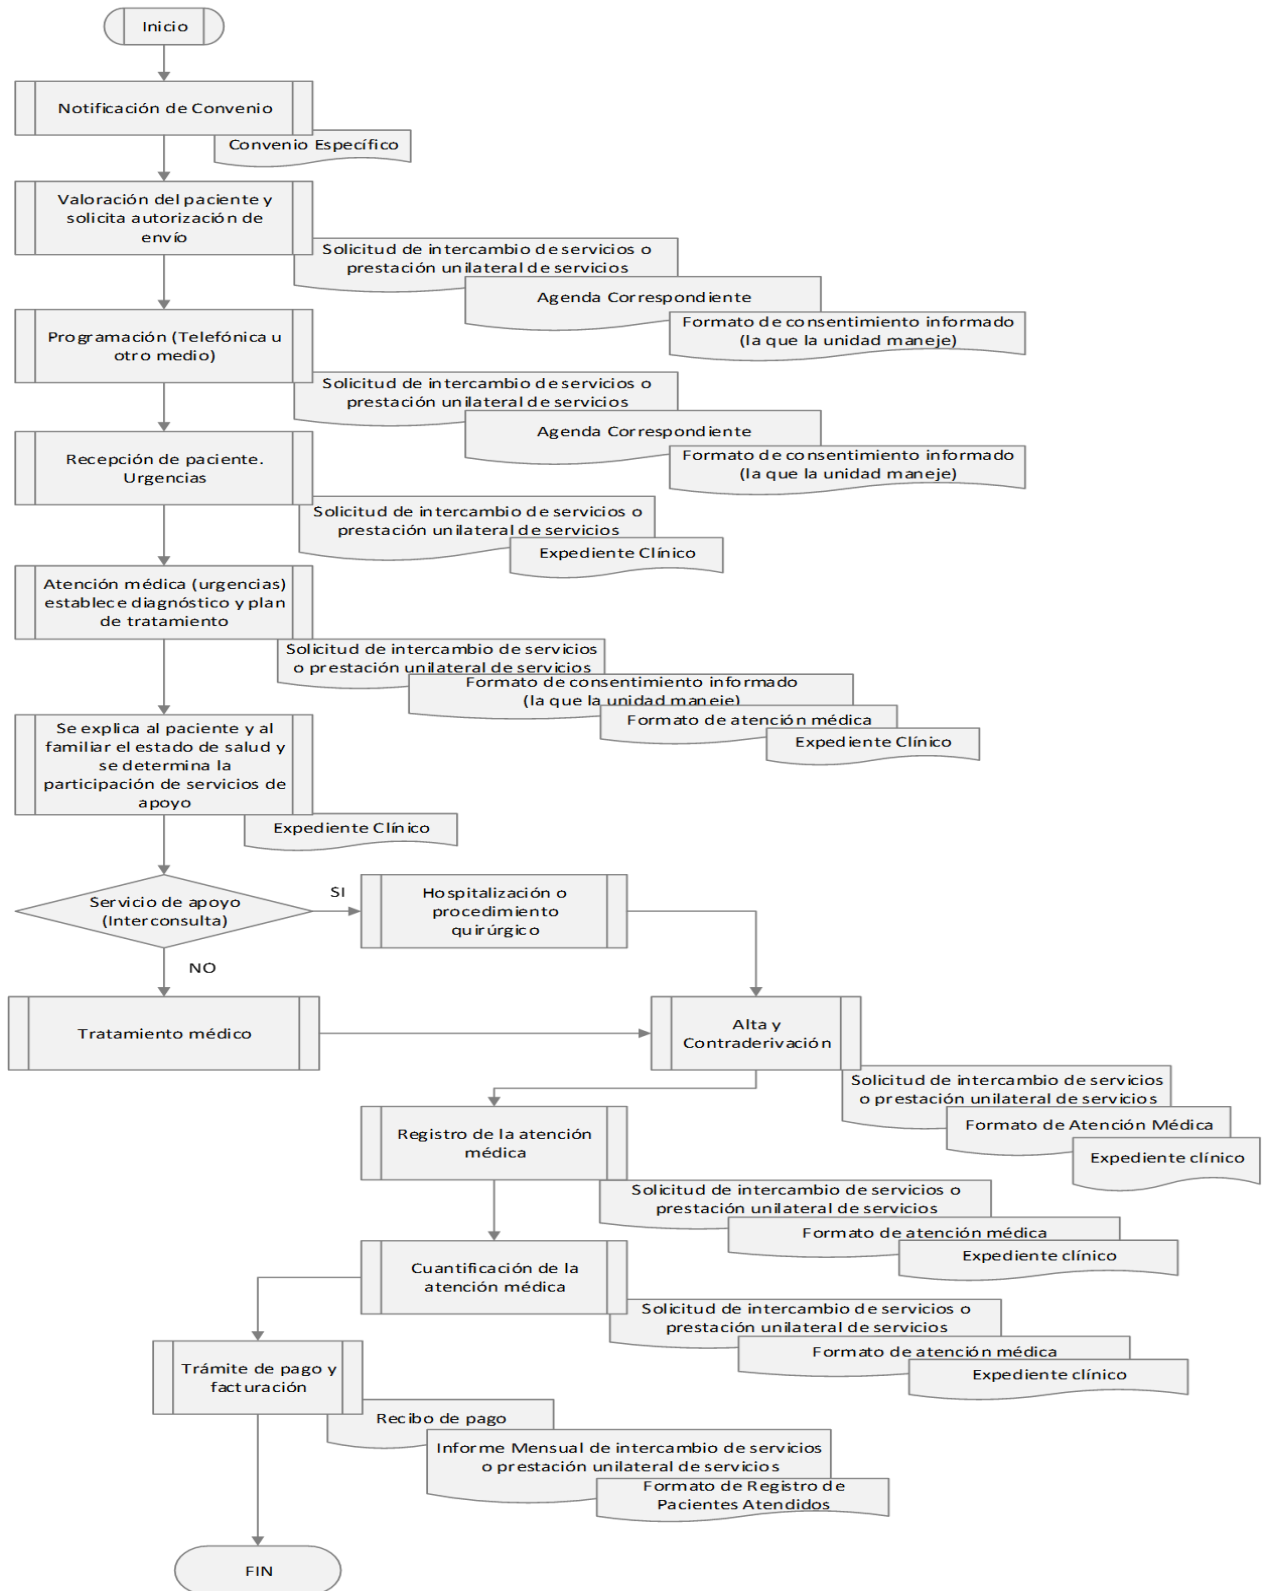 Inicio
Notificación de Convenio
Convenio Específico
Valoración del paciente y
solicita autorización de
envío
Solicitud de intercambio de servicios o
prestación unilateral de servicios
Agenda Correspondiente
Formato de consentimiento informado
(la que la unidad maneje)
Programación (Telefónica u
otro medio)
Solicitud de intercambio de servicios o
prestación unilateral de servicios
Agenda Correspondiente
Formato de consentimiento informado
(la que la unidad maneje)
Recepción de paciente.
Urgencias
Solicitud de intercambio de servicios o
prestación unilateral de servicios
Expediente Clínico
Atención médica (urgencias)
establece diagnóstico y plan
de tratamiento
Solicitud de intercambio de servicios
o prestación unilateral de servicios
Formato de consentimiento informado
(la que la unidad maneje)
Formato de atención médica
Expediente Clínico
Se explica al paciente y al
familiar el estado de salud y
se determina la
participación de servicios de
apoyo
Expediente Clínico
Servicio de apoyo
(Interconsulta)
SI
Hospitalización o
procedimiento
quirúrgico
NO
Tratamiento médico
Alta y
Contraderivación
Solicitud de intercambio de servicios
o prestación unilateral de servicios
Formato de Atención Médica
Expediente clínico
Registro de la atención
médica
Solicitud de intercambio de servicios o
prestación unilateral de servicios
Formato de atención médica
Expediente clínico
Cuantificación de la
atención médica
Solicitud de intercambio de servicios o
prestación unilateral de servicios
Formato de atención médica
Expediente clínico
Trámite de pago y
facturación
Recibo de pago
Informe Mensual de intercambio de servicios
o prestación unilateral de servicios
Formato de Registro de
Pacientes Atendidos
FIN